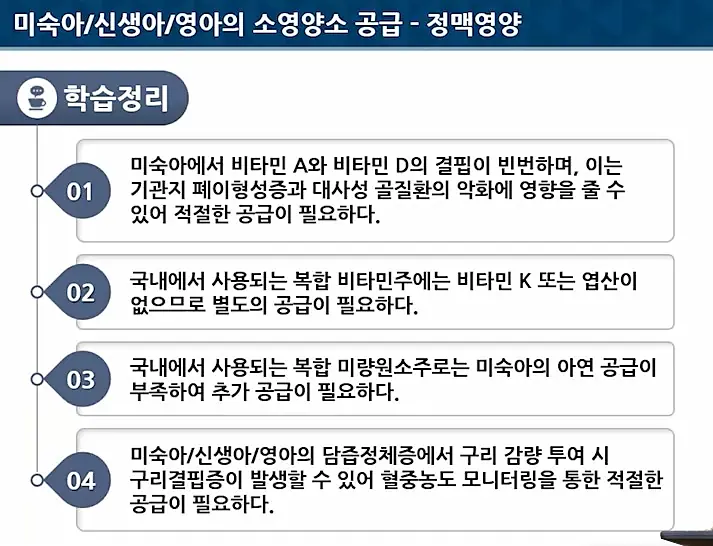 미숙아/신생아/영아의 소영양소 공급 - 정맥영양
학습정리
01
미숙아에서 비타민 A와 비타민 D의 결핍이 빈번하며, 이는
기관지 폐이형성증과 대사성 골질환의 악화에 영향을 줄 수
있어 적절한 공급이 필요하다.
02
국내에서 사용되는 복합 비타민주에는 비타민 K 또는 엽산이
없으므로 별도의 공급이 필요하다.
03
국내에서 사용되는 복합 미량원소주로는 미숙아의 아연 공급이
부족하여 추가 공급이 필요하다.
04
미숙아/신생아/영아의 담즙정체증에서 구리 감량 투여 시
구리결핍증이 발생할 수 있어 혈중농도 모니터링을 통한 적절한
공급이 필요하다.